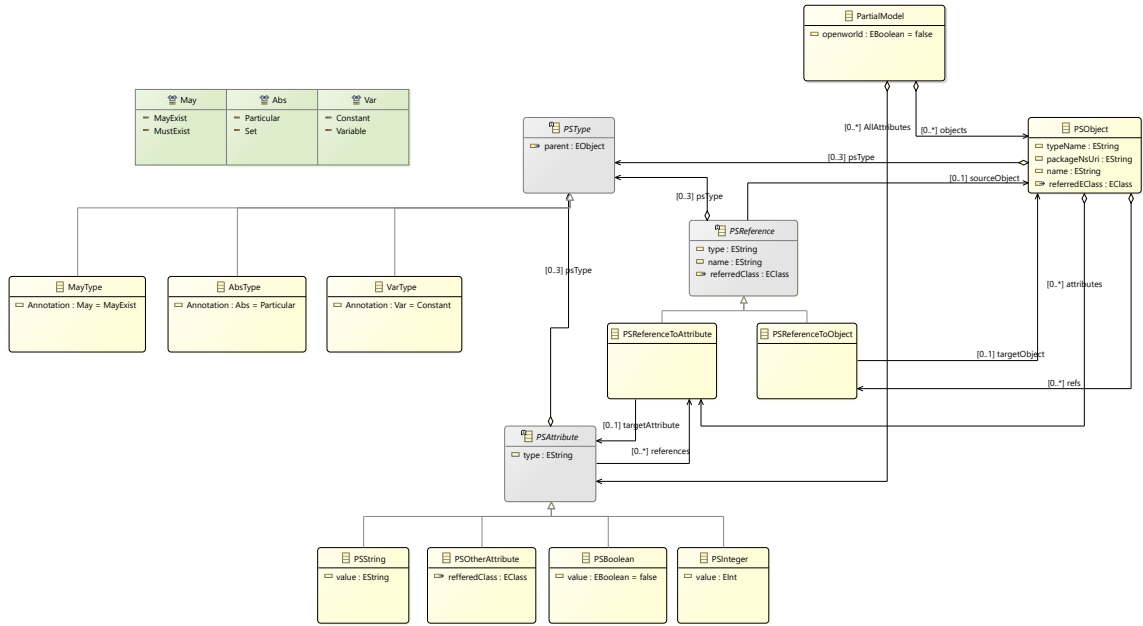 PartialModel
openworld : EBoolean = false
May
MayExist
MustExist
Abs
Particular
Set
Var
Constant
Variable
PSType
parent : EObject
[0..*] AllAttributes
[0..*] objects
PSObject
typeName : EString
packageNsUri : EString
name : EString
referredEClass : EClass
[0..3] psType
[0..1] sourceObject
[0..3] psType
PSReference
type : EString
name : EString
referredClass : EClass
[0..3] psType
[0..*] attributes
MayType
Annotation : May = MayExist
AbsType
Annotation : Abs = Particular
VarType
Annotation : Var = Constant
PSReferenceToAttribute
PSReferenceToObject
[0..1] targetObject
[0..*] refs
[0..1] targetAttribute
[0..*] references
PSAttribute
type : EString
PSString
value : EString
PSOtherAttribute
refferedClass : EClass
PSBoolean
value : EBoolean = false
PSInteger
value : EInt